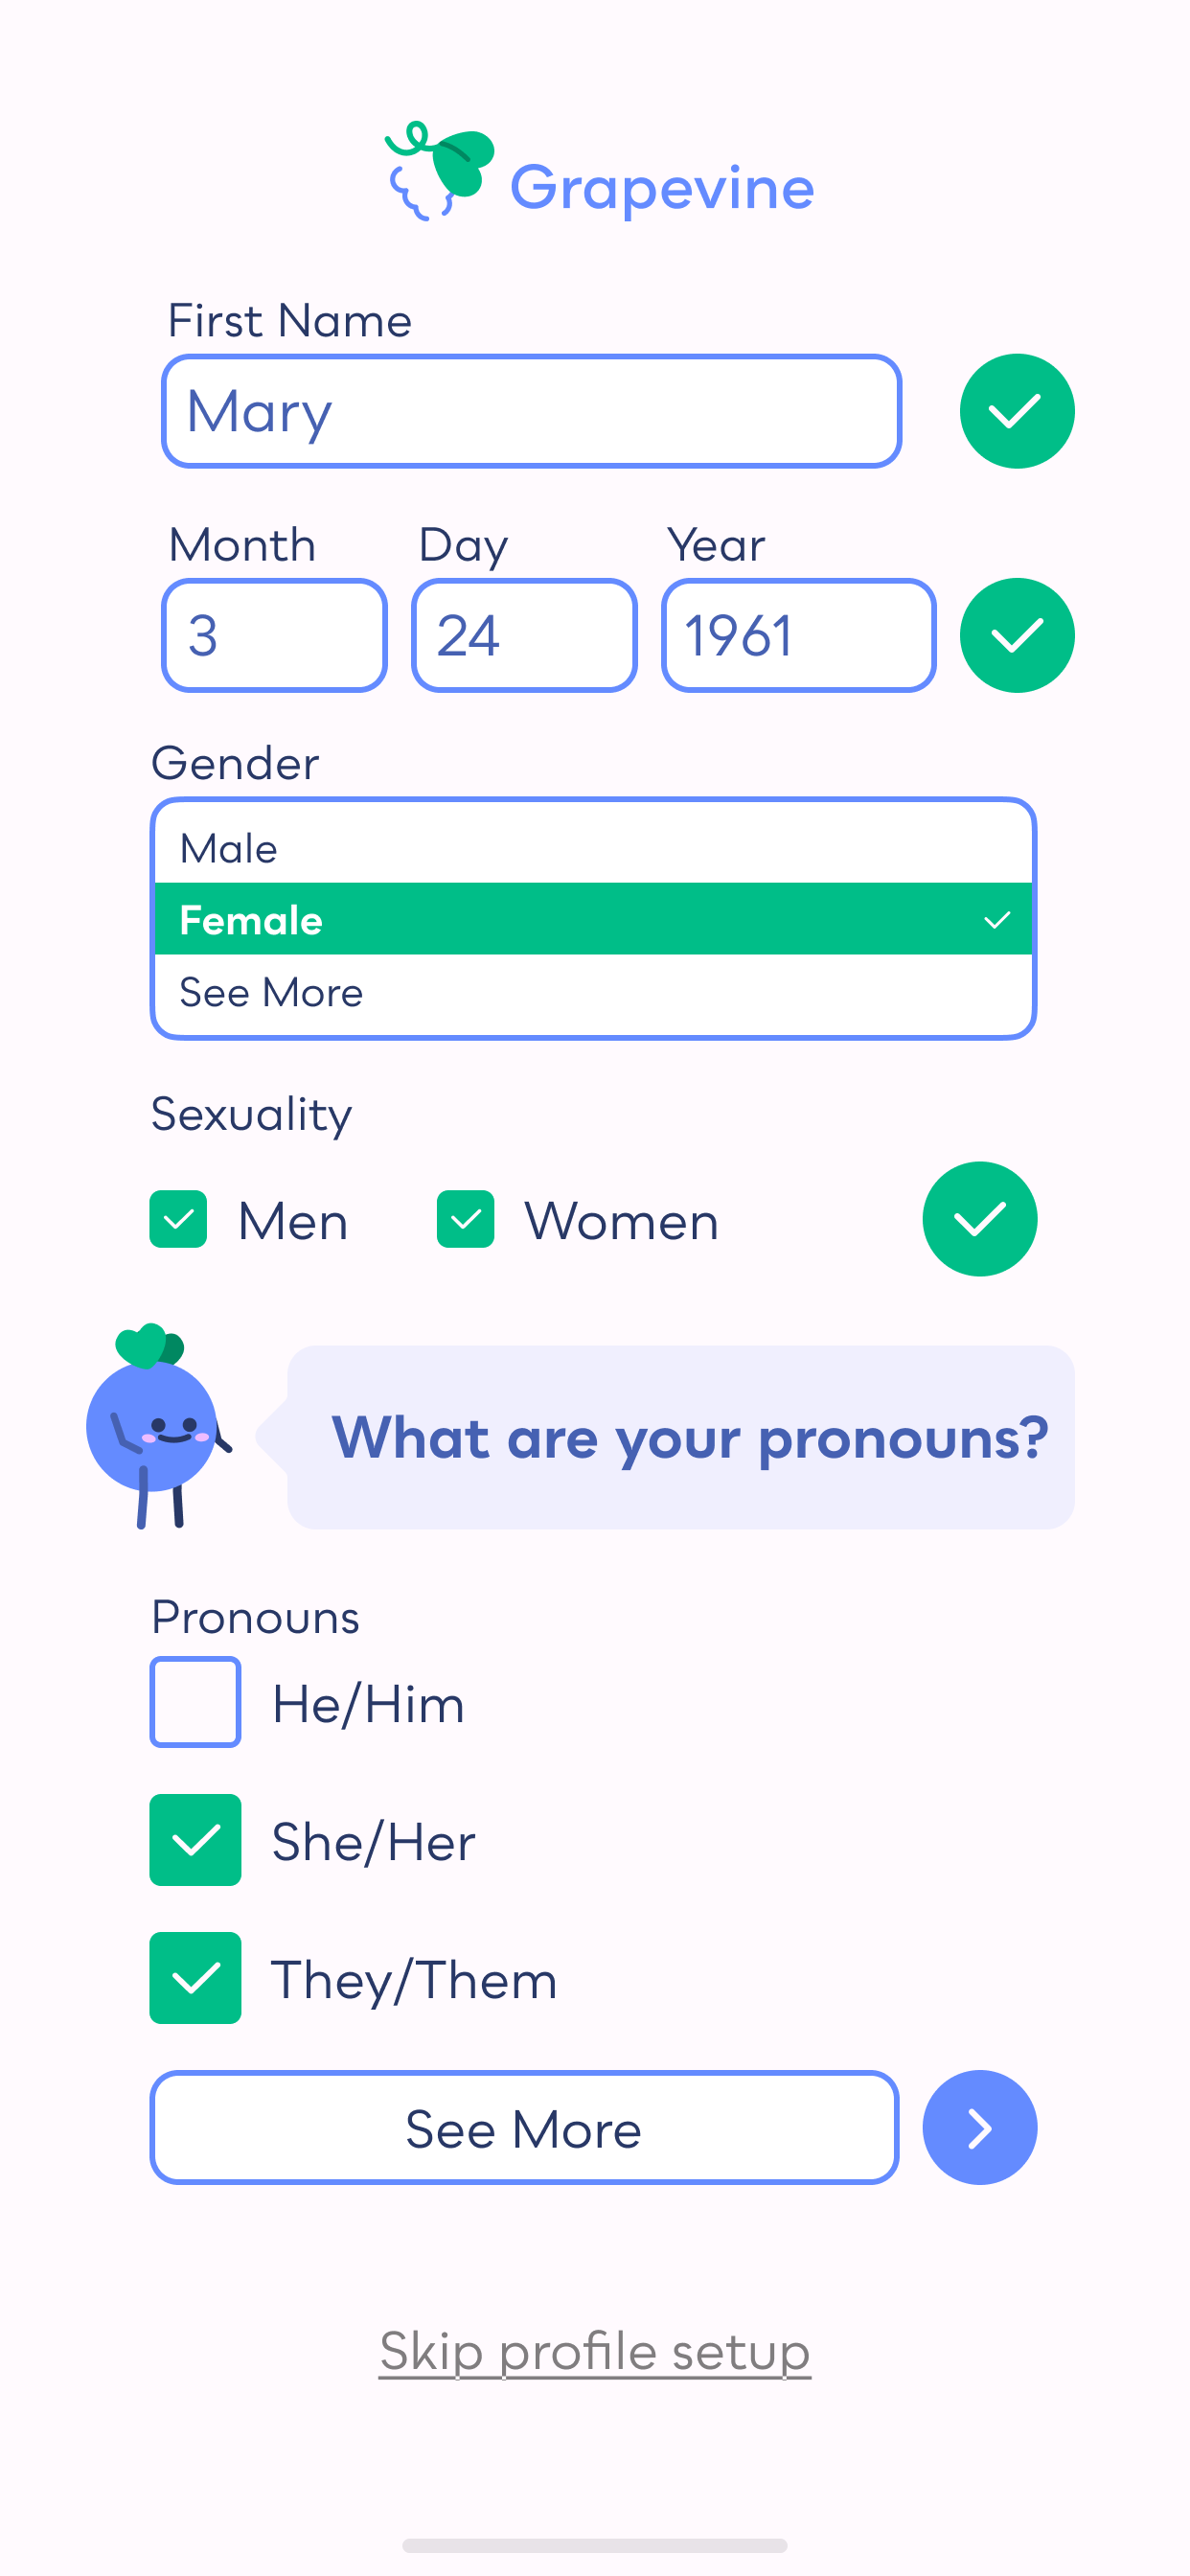 Grapevine
First Name
Mary
Month Day Year
3 24 1961
Gender
Male
Female
See More
Sexuality
Men Women
What are your pronouns?
Pronouns
He/Him
She/Her
They/Them
See More
Skip profile setup